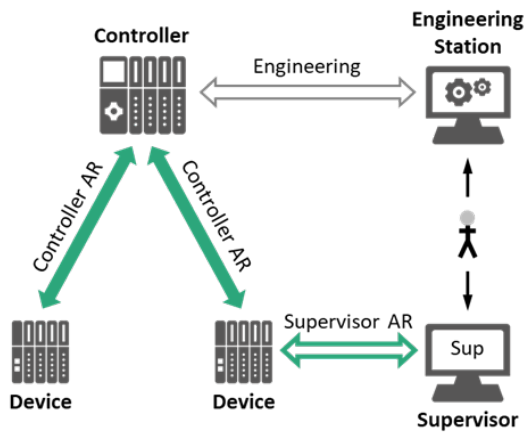 Controller
Engineering
Station
Engineering
Controller AR
Controller AR
Supervisor AR
Sup
Device
Device
Supervisor